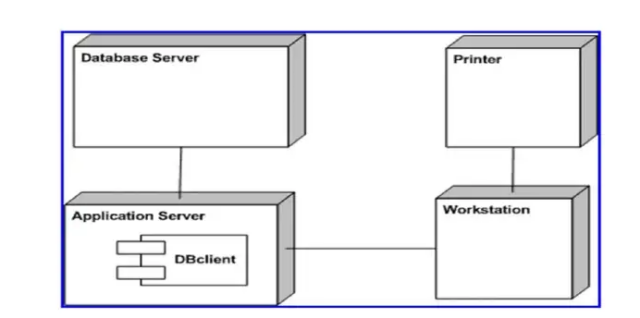 Database Server
Printer
Application Server
DBclient
Workstation